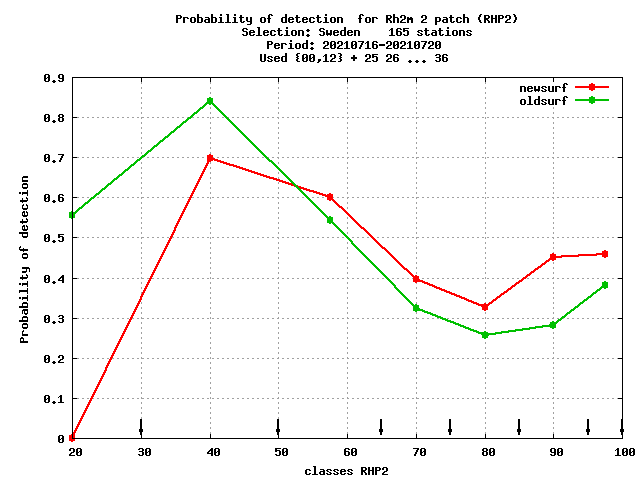 Probability of detection  for Rh2m 2 patch (RHP2)
Selection: Sweden    165 stations
Period: 20210716-20210720
Used {00,12} + 25 26 ... 36
newsurf
oldsurf
Probability of detection
0.9
0.8
0.7
0.6
0.5
0.4
0.3
0.2
0.1
0
20 30 40 50 60 70 80 90 100
classes RHP2